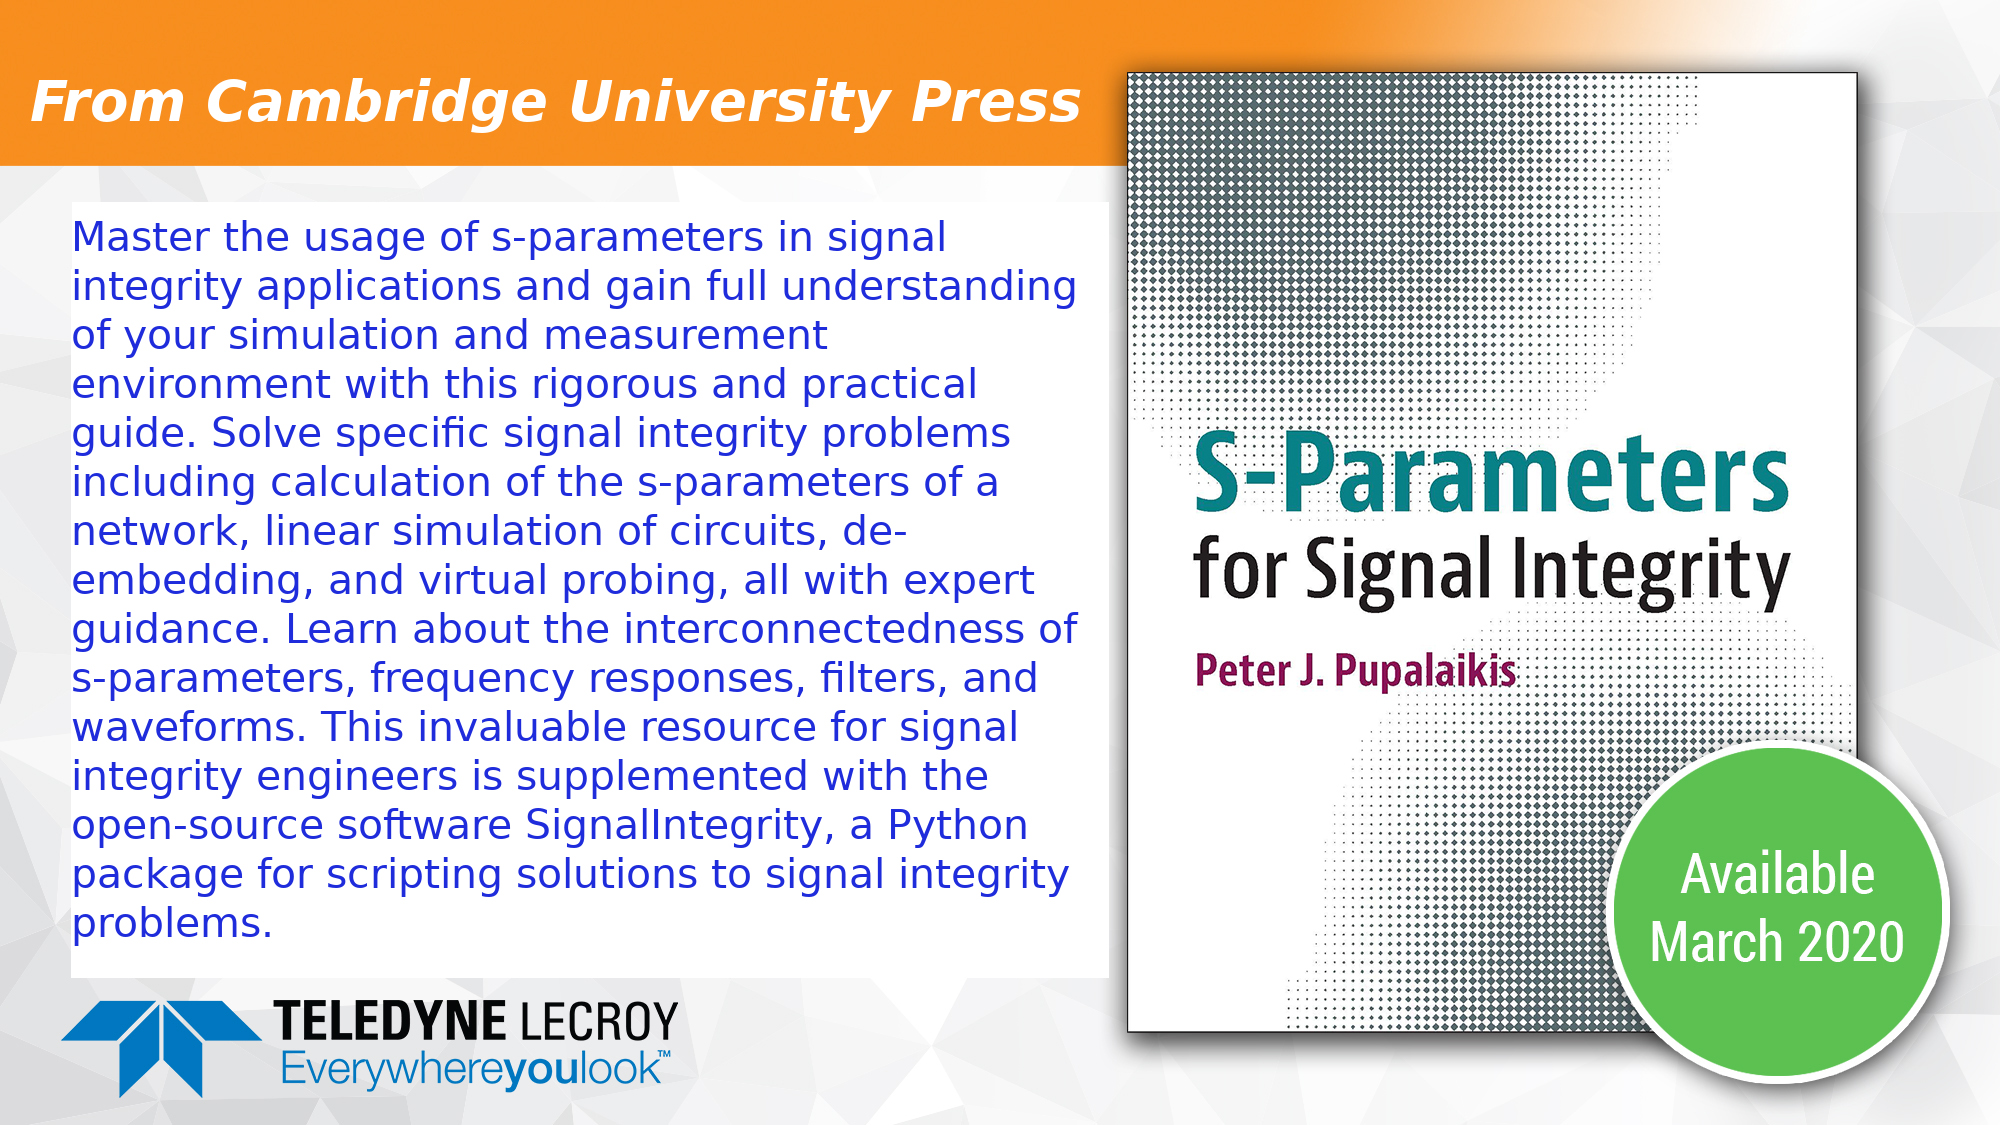 From Cambridge University Press
Master the usage of s-parameters in signal
integrity applications and gain full understanding
of your simulation and measurement
environment with this rigorous and practical
guide. Solve specific signal integrity problems
including calculation of the s-parameters of a
network, linear simulation of circuits, de-
embedding, and virtual probing, all with expert
guidance. Learn about the interconnectedness of
s-parameters, frequency responses, filters, and
waveforms. This invaluable resource for signal
integrity engineers is supplemented with the
open-source software SignalIntegrity, a Python
package for scripting solutions to signal integrity
problems.
TELEDYNE LECROY
Everywhereyoulook™
S-Parameters
for Signal Integrity
Peter J. Pupalaikis
Available
March 2020